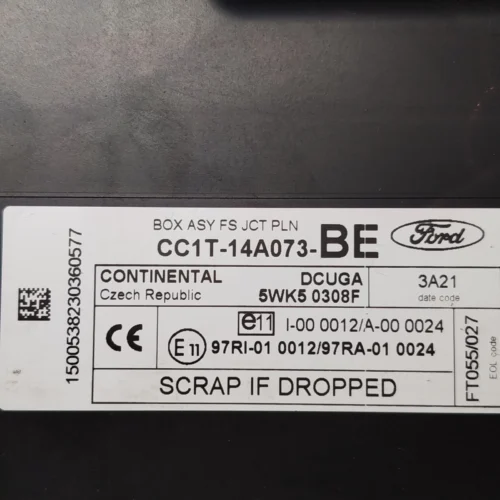 BOX ASY FS JCT PLN
CC1T-14A073-BE
Ford
CONTINENTAL DCUGA
Czech Republic 5WK5 0308F
3A21
date code
CE
e11 I-00 0012/A-00 0024
E11 97RI-01 0012/97RA-01 0024
SCRAP IF DROPPED
15005382230360577
FT055/027
EOL code